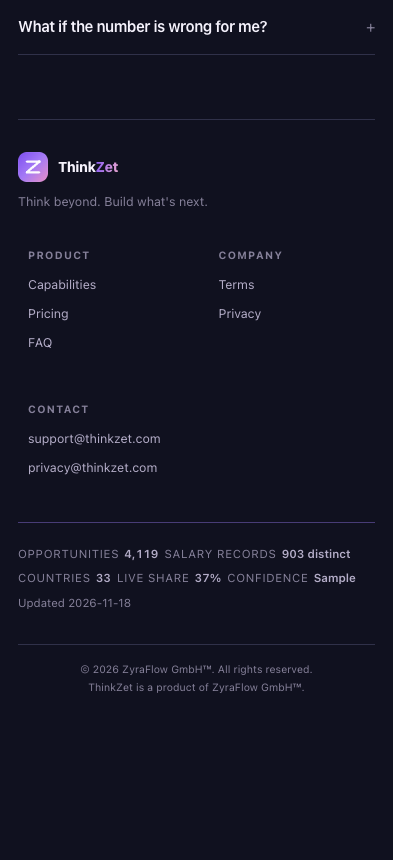 What if the number is wrong for me? +
ThinkZet
Think beyond. Build what's next.
PRODUCT
Capabilities
Pricing
FAQ
COMPANY
Terms
Privacy
CONTACT
support@thinkzet.com
privacy@thinkzet.com
OPPORTUNITIES 4,119 SALARY RECORDS 903 distinct
COUNTRIES 33 LIVE SHARE 37% CONFIDENCE Sample
Updated 2026-11-18
© 2026 ZyraFlow GmbH™. All rights reserved.
ThinkZet is a product of ZyraFlow GmbH™.